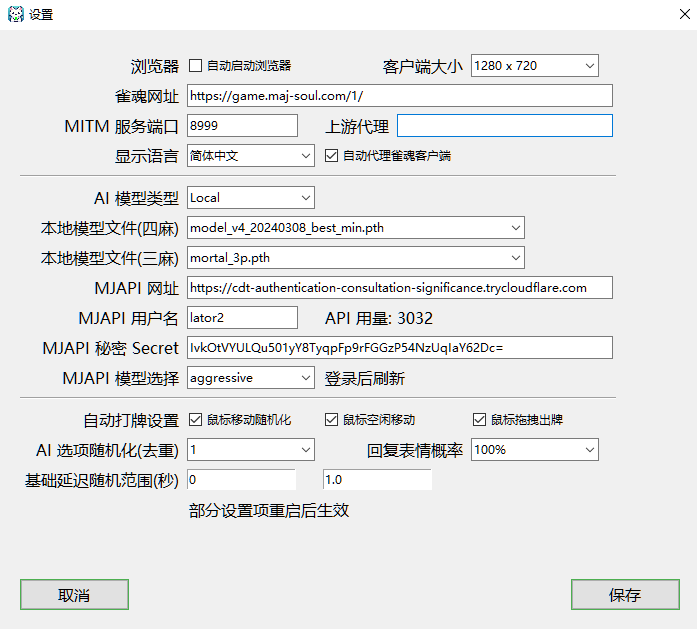 设置
浏览器 自动启动浏览器 客户端大小 1280 x 720
雀魂网址 https://game.maj-soul.com/1/
MITM 服务端口 8999 上游代理
显示语言 简体中文 自动代理雀魂客户端
AI 模型类型 Local
本地模型文件(四麻) model_v4_20240308_best_min.pth
本地模型文件(三麻) mortal_3p.pth
MJAPI 网址 https://cdt-authentication-consultation-significance.trycloudflare.com
MJAPI 用户名 lator2 API 用量: 3032
MJAPI 秘密 Secret IvkOtVYULQu501yY8TyqpFp9rFGGzP54NzUqIaY62Dc=
MJAPI 模型选择 aggressive 登录后刷新
自动打牌设置 鼠标移动随机化 鼠标空闲移动 鼠标拖拽出牌
AI 选项随机化(去重) 1 回复表情概率 100%
基础延迟随机范围(秒) 0 1.0
部分设置项重启后生效
取消 保存